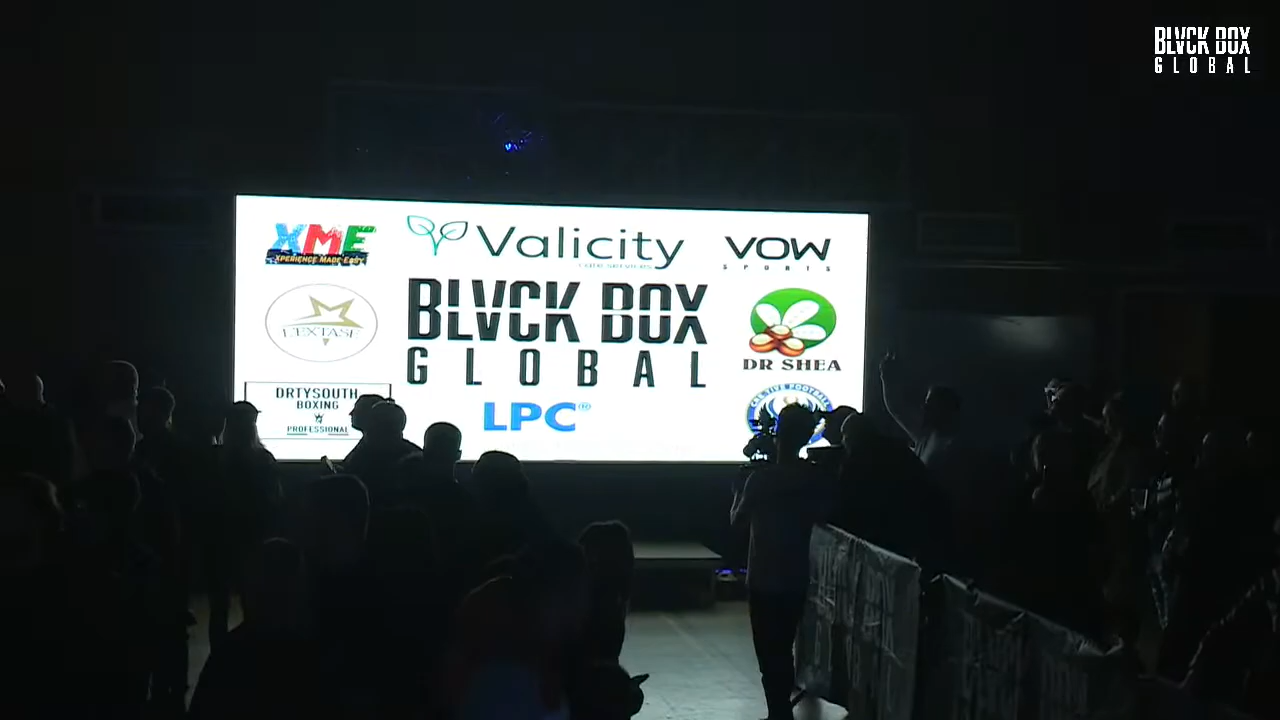 BLVCK BOX
GLOBAL
XME
XPERIENCE MADE EASY
Valicity
VOW
SPORTS
L'EXTASE
BLVCK BOX
GLOBAL
DR SHEA
DRTYSOUTH
BOXING
PROFESSIONAL
LPC®